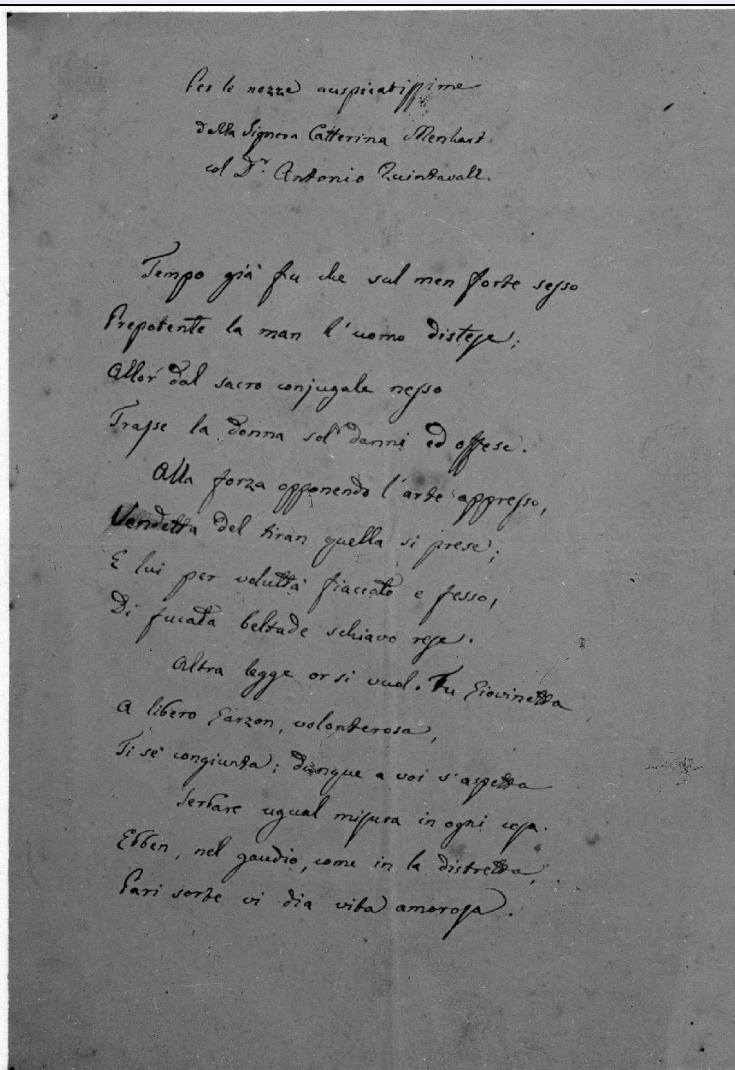 Per le nozze auspicatissime
della Signora Catterina Menhart
col D.r Antonio Quintavalle
Tempo già fu che sul men forte sesso
Prepotente la man l'uomo distese;
Allor dal sacro conjugale nesso
Trasse la donna sol danni ed offese.
Alla forza opponendo l'arte appresso,
Vendetta del tiran quella si prese;
E lui per voluttà fiaccato e fesso,
Di fucata beltade schiavo rese.
Altra legge or si vuol. Tu Giovinetta
A libero Garzon, volonterosa,
Ti se' congiunta; dunque a voi s'aspetta
Serbare ugual misura in ogni cosa.
Ebben, nel gaudio, come in la distretta,
Pari sorte vi dia vita amorosa.